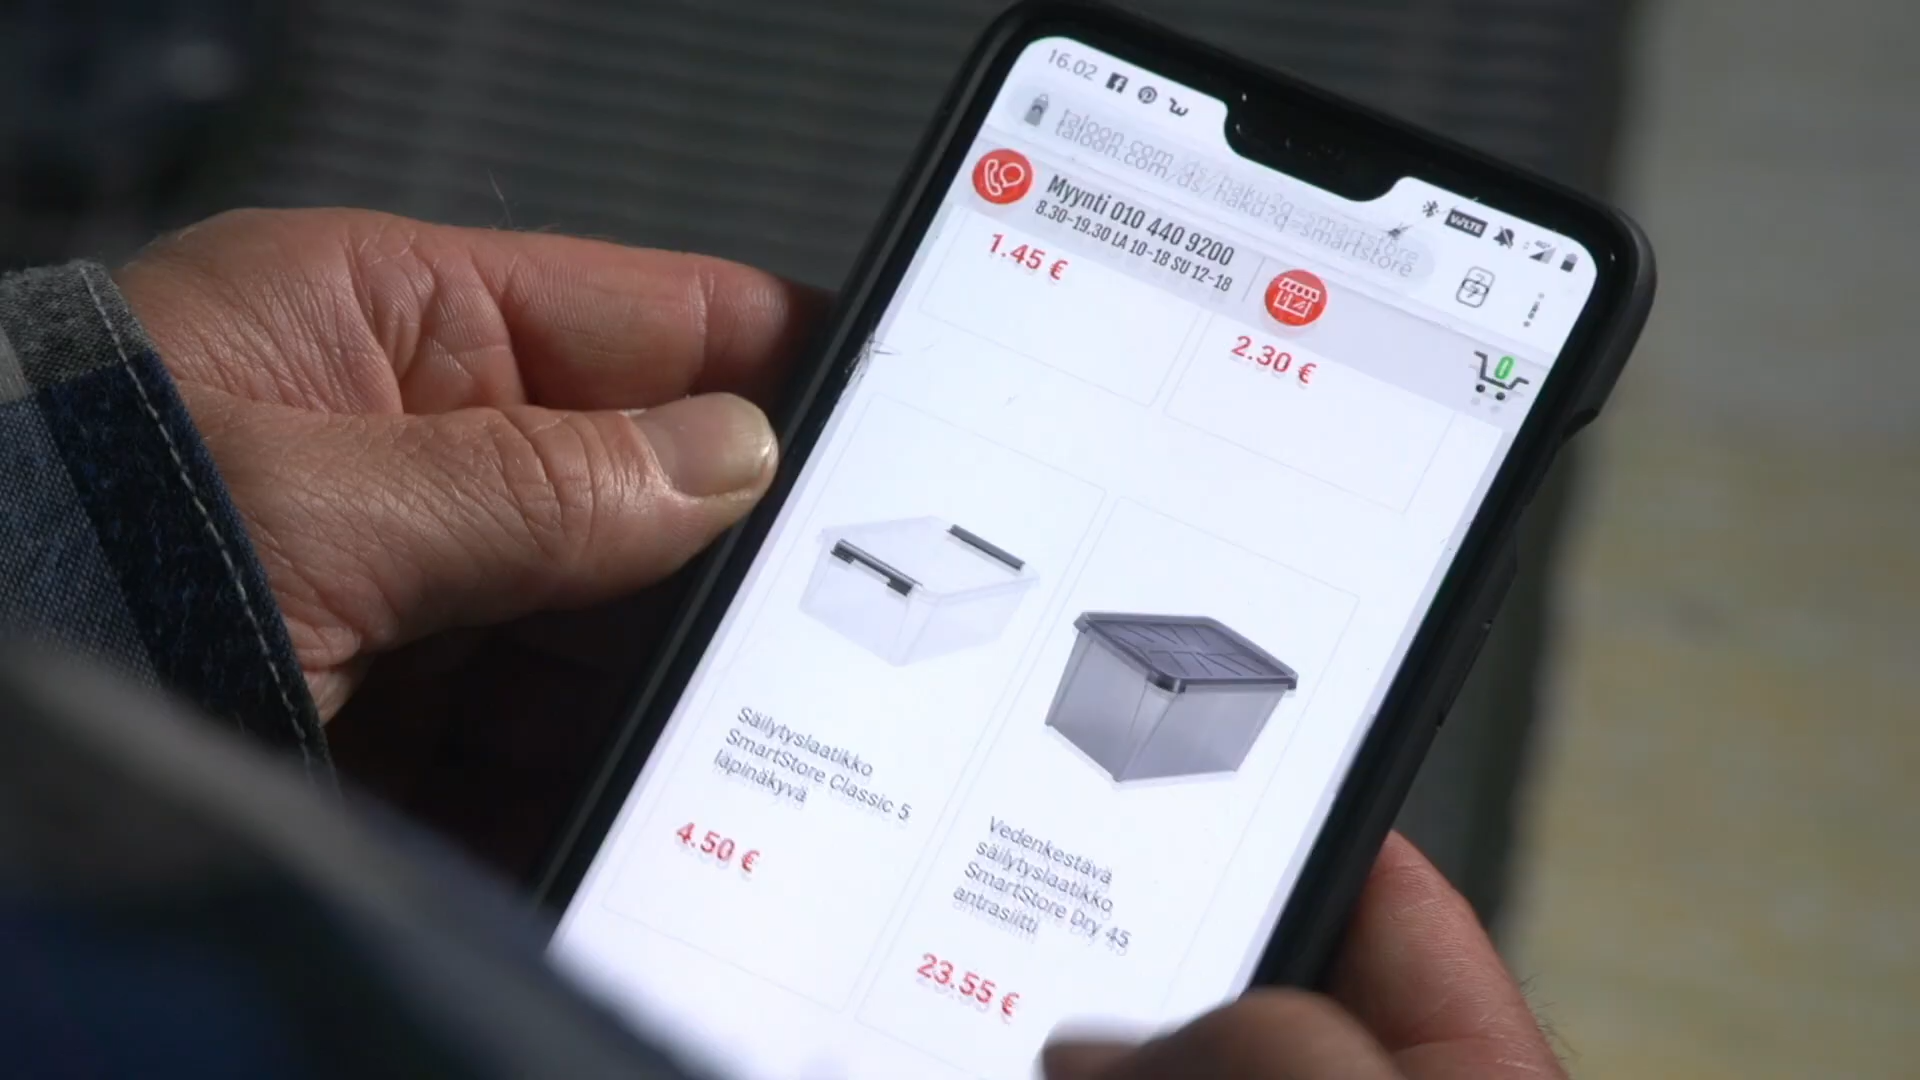 16.02
taloon.com/ds/haku?q=smartstore
VoLTE
Myynti 010 440 9200
8.30-19.30 LA 10-18 SU 12-18
0
1.45 €
2.30 €
Säilytyslaatikko
SmartStore Classic 5
läpinäkyvä
4.50 €
Vedenkestävä
säilytyslaatikko
SmartStore Dry 45
antrasiitti
23.55 €